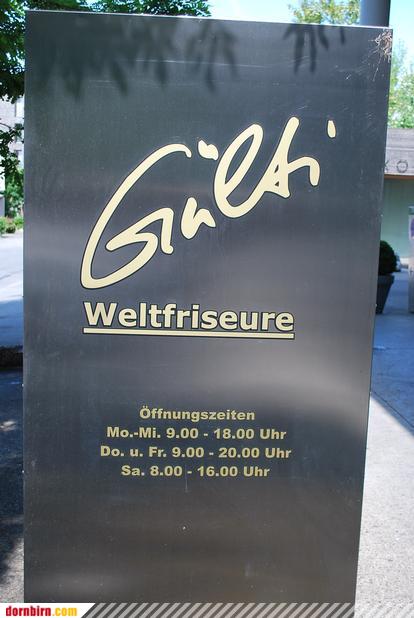 Gülti
Weltfriseure
Öffnungszeiten
Mo.-Mi. 9.00 - 18.00 Uhr
Do. u. Fr. 9.00 - 20.00 Uhr
Sa. 8.00 - 16.00 Uhr
dornbirn.com